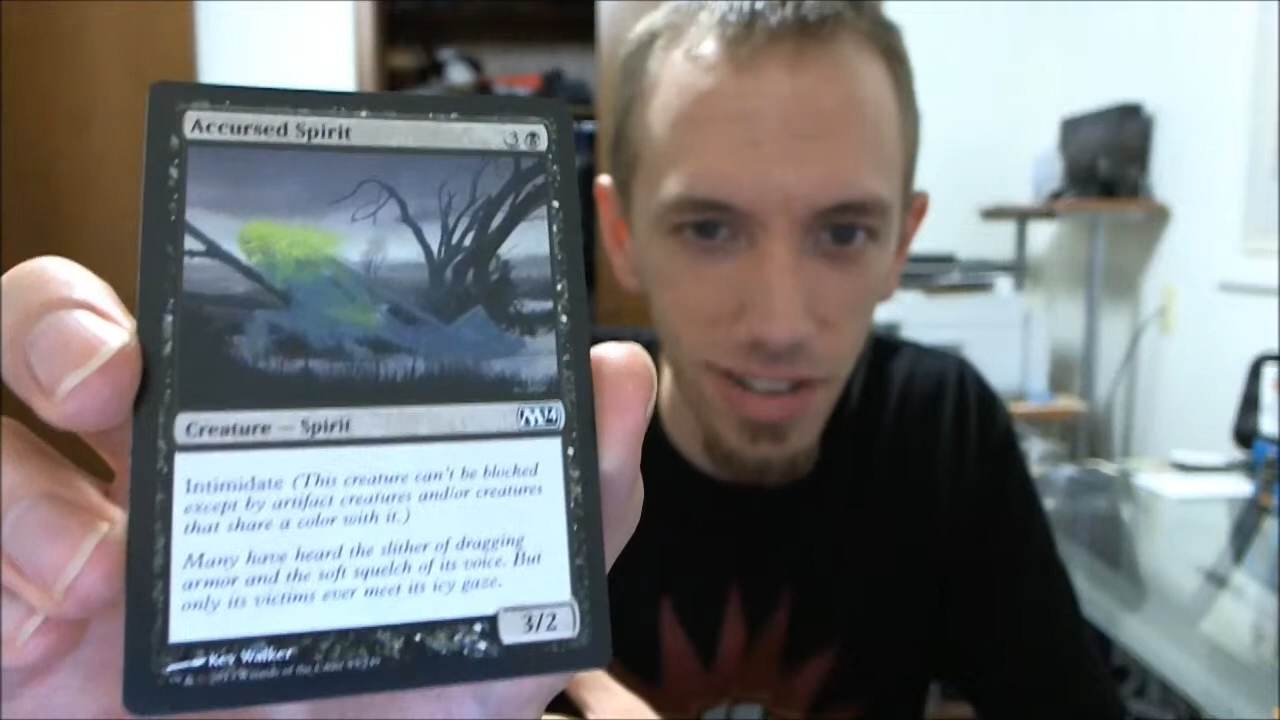 Accursed Spirit 3
Creature — Spirit M14
Intimidate (This creature can't be blocked
except by artifact creatures and/or creatures
that share a color with it.)
Many have heard the slither of dragging
armor and the soft squelch of its voice. But
only its victims ever meet its icy gaze.
3/2
Kev Walker